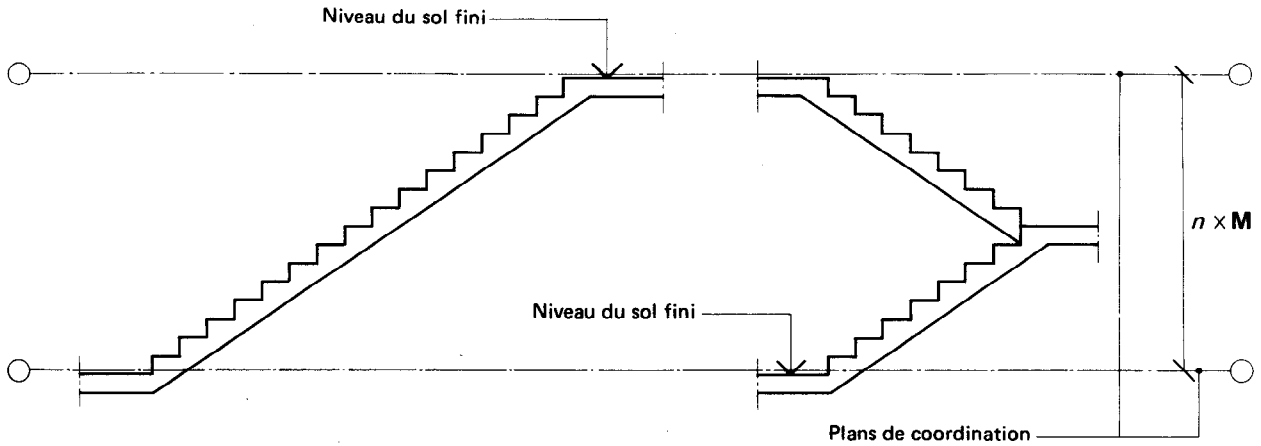 Niveau du sol fini
n × M
Niveau du sol fini
Plans de coordination